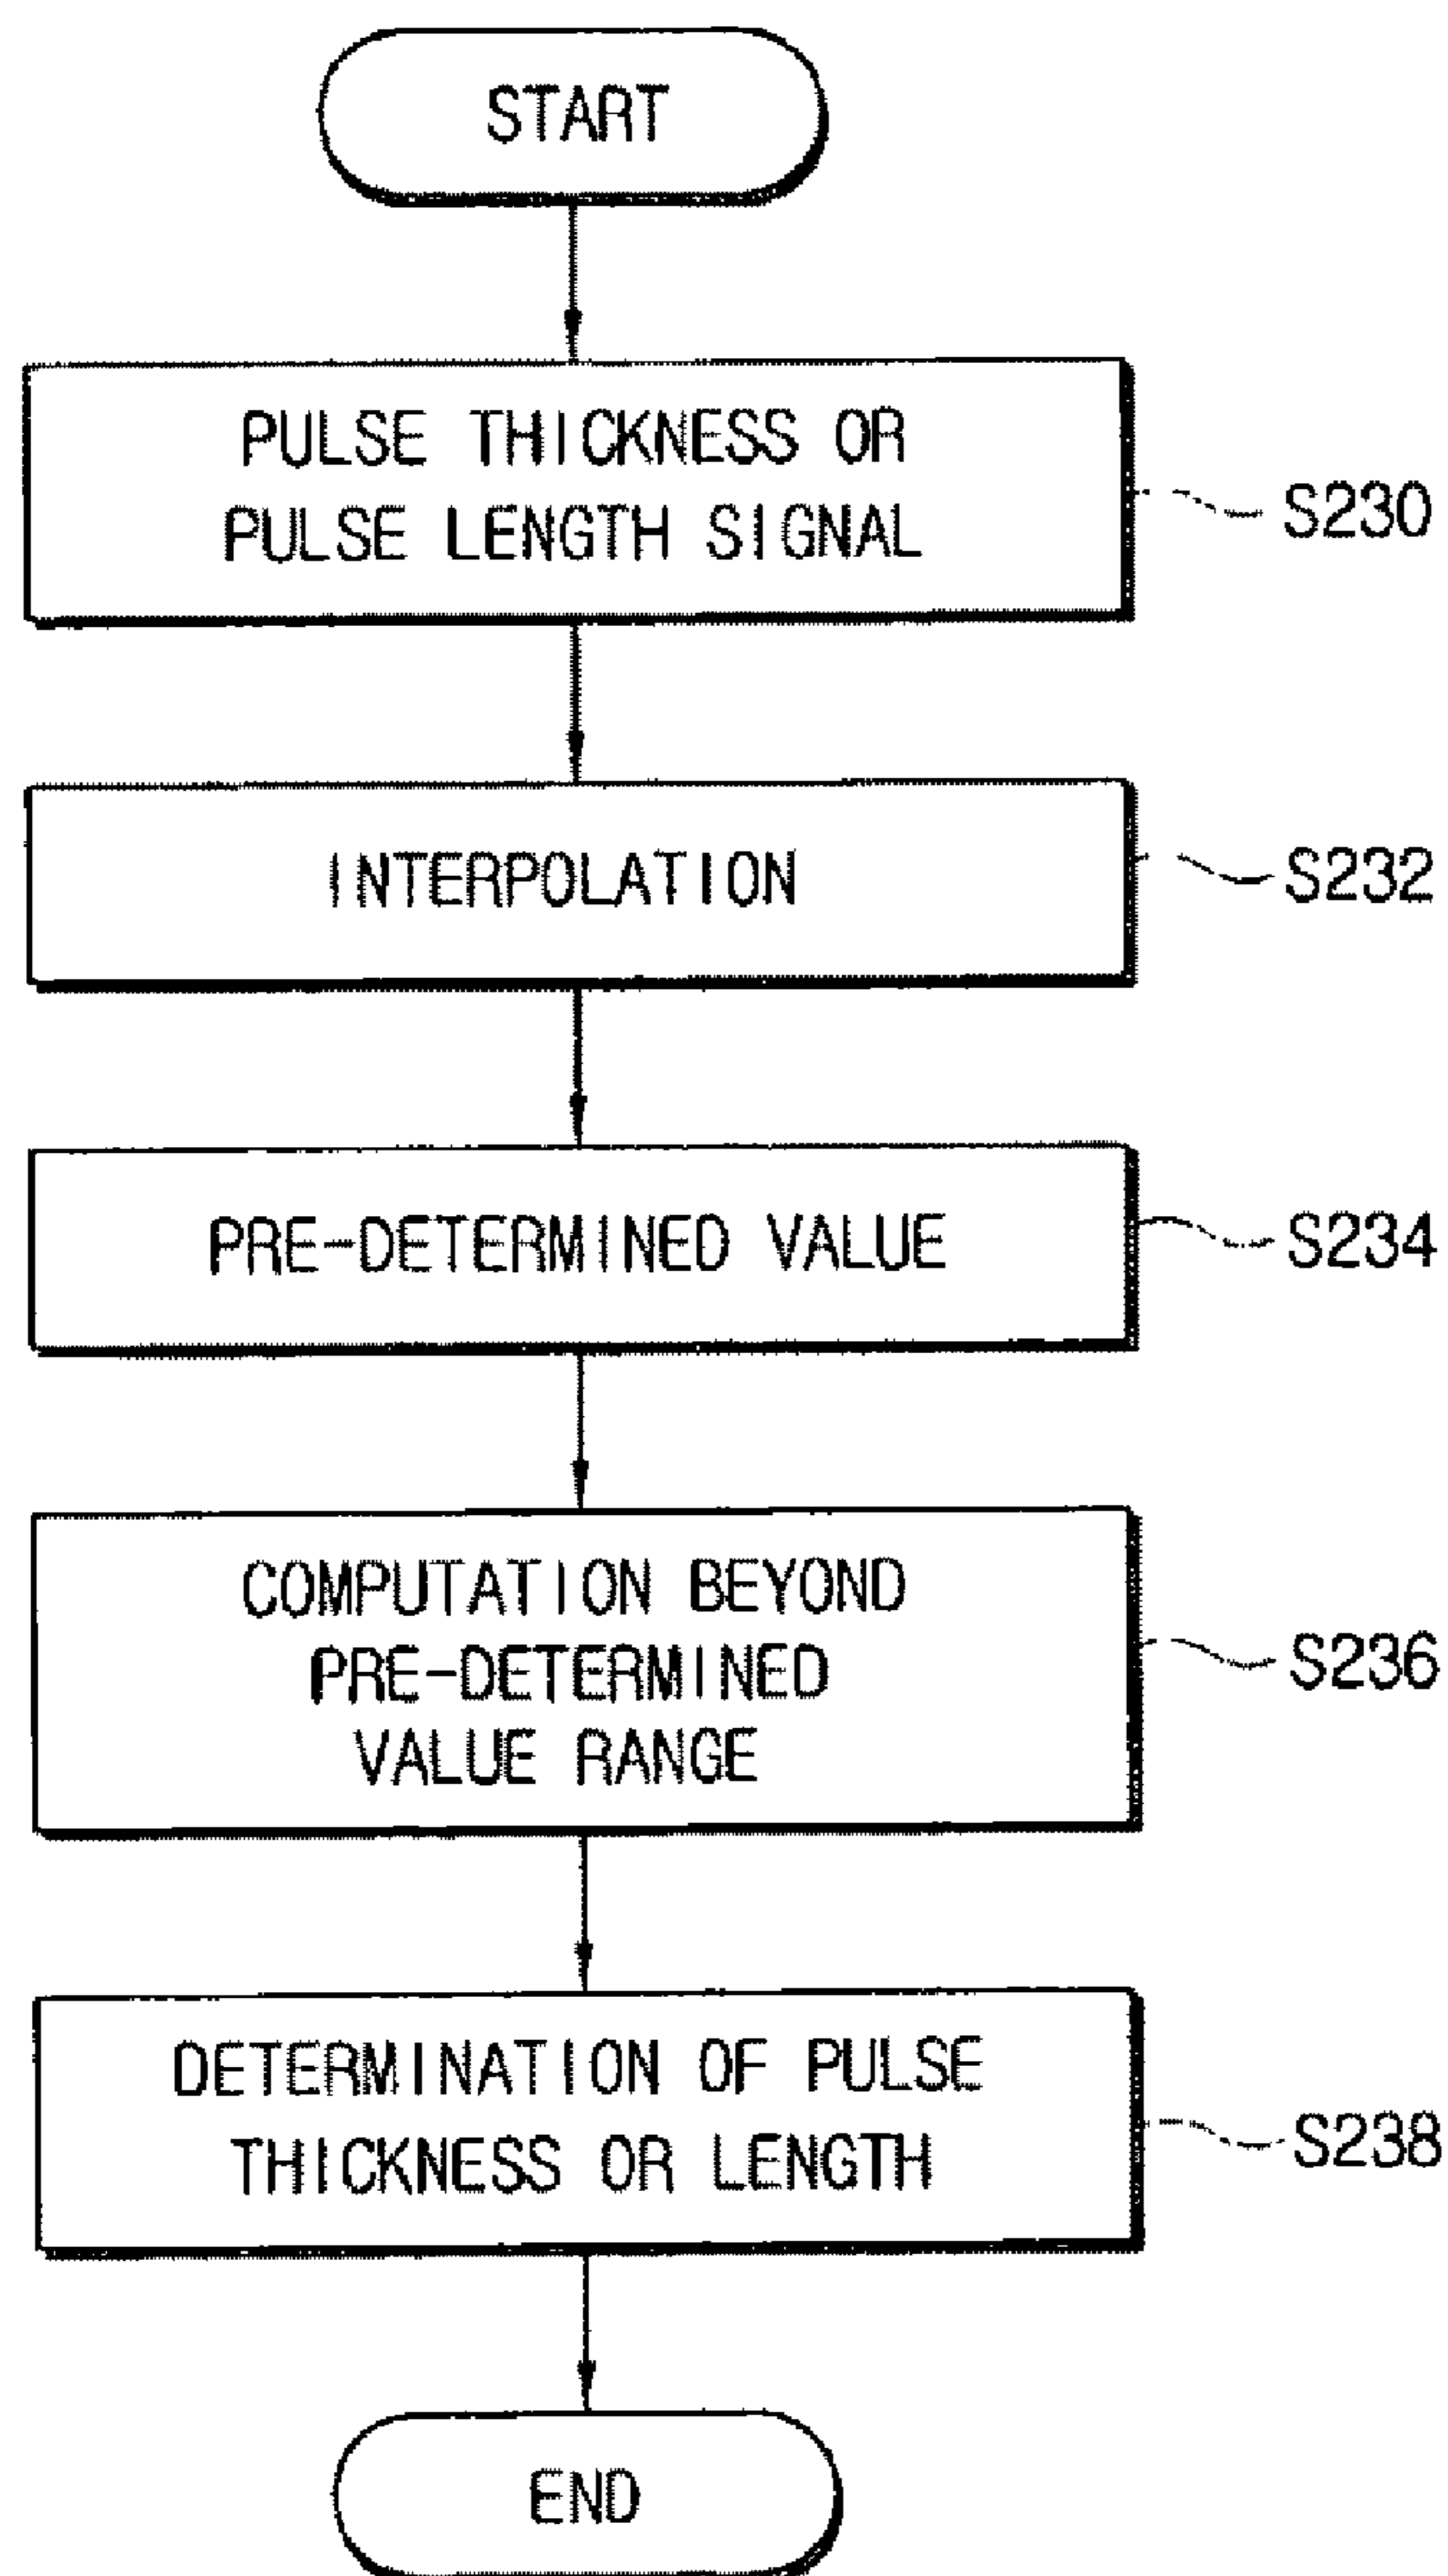 START
PULSE THICKNESS OR
PULSE LENGTH SIGNAL
S230
INTERPOLATION
S232
PRE-DETERMINED VALUE
S234
COMPUTATION BEYOND
PRE-DETERMINED
VALUE RANGE
S236
DETERMINATION OF PULSE
THICKNESS OR LENGTH
S238
END